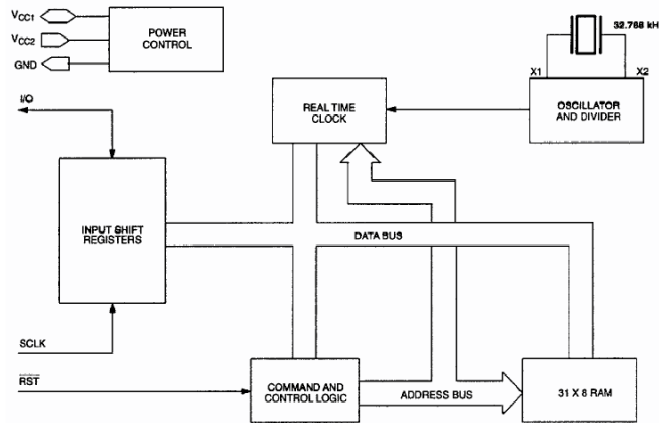 VCC1
VCC2
GND
POWER
CONTROL
32.768 kH
X1
X2
OSCILLATOR
AND DIVIDER
I/O
REAL TIME
CLOCK
INPUT SHIFT
REGISTERS
DATA BUS
SCLK
RST
COMMAND AND
CONTROL LOGIC
ADDRESS BUS
31 X 8 RAM